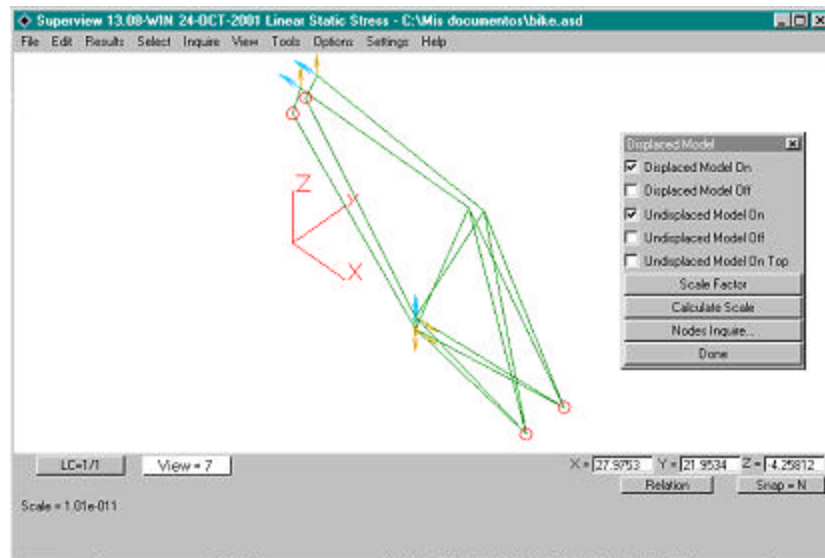 Superview 13.08-WIN 24-OCT-2001 Linear Static Stress - C:\Mis documentos\bike.asd
File Edit Results Select Inquire View Tools Options Settings Help
Displaced Model
Displaced Model On
Displaced Model Off
Undisplaced Model On
Undisplaced Model Off
Undisplaced Model On Top
Scale Factor
Calculate Scale
Nodes Inquire...
Done
Z
Y
X
LC=1/1 View = 7
X = 27.9753 Y = 21.9534 Z = -4.25812
Relation Snap = N
Scale = 1.01e-011